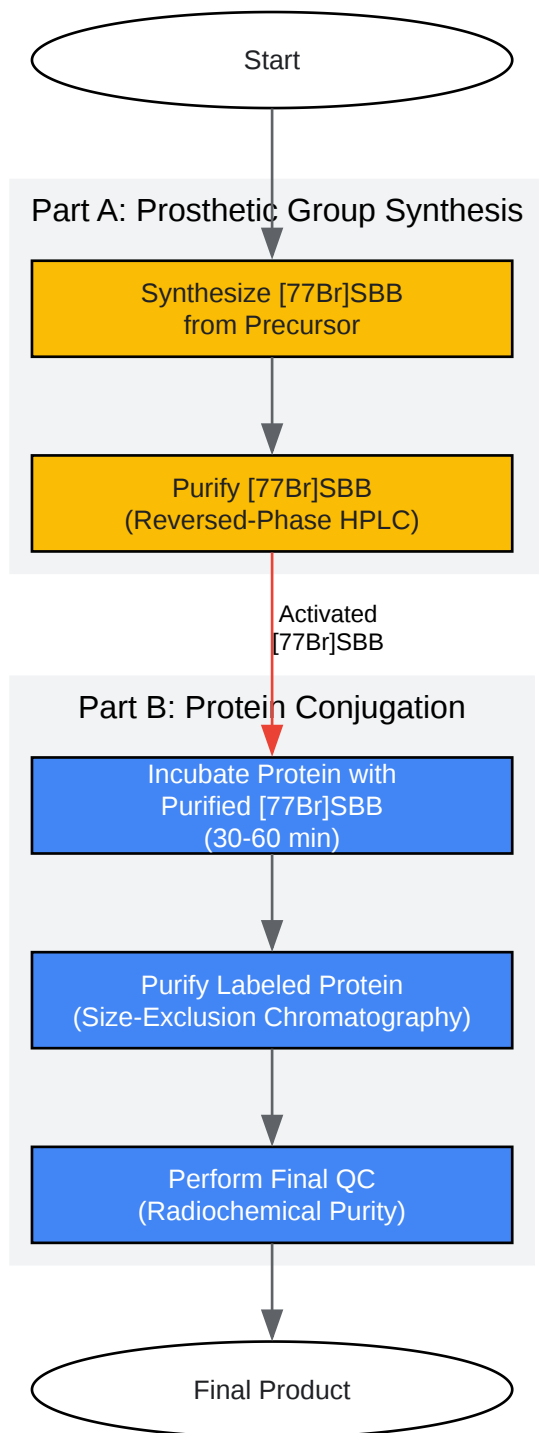 Start
Part A: Prosthetic Group Synthesis
Synthesize [77Br]SBB
from Precursor
Purify [77Br]SBB
(Reversed-Phase HPLC)
Activated
[77Br]SBB
Part B: Protein Conjugation
Incubate Protein with
Purified [77Br]SBB
(30-60 min)
Purify Labeled Protein
(Size-Exclusion Chromatography)
Perform Final QC
(Radiochemical Purity)
Final Product